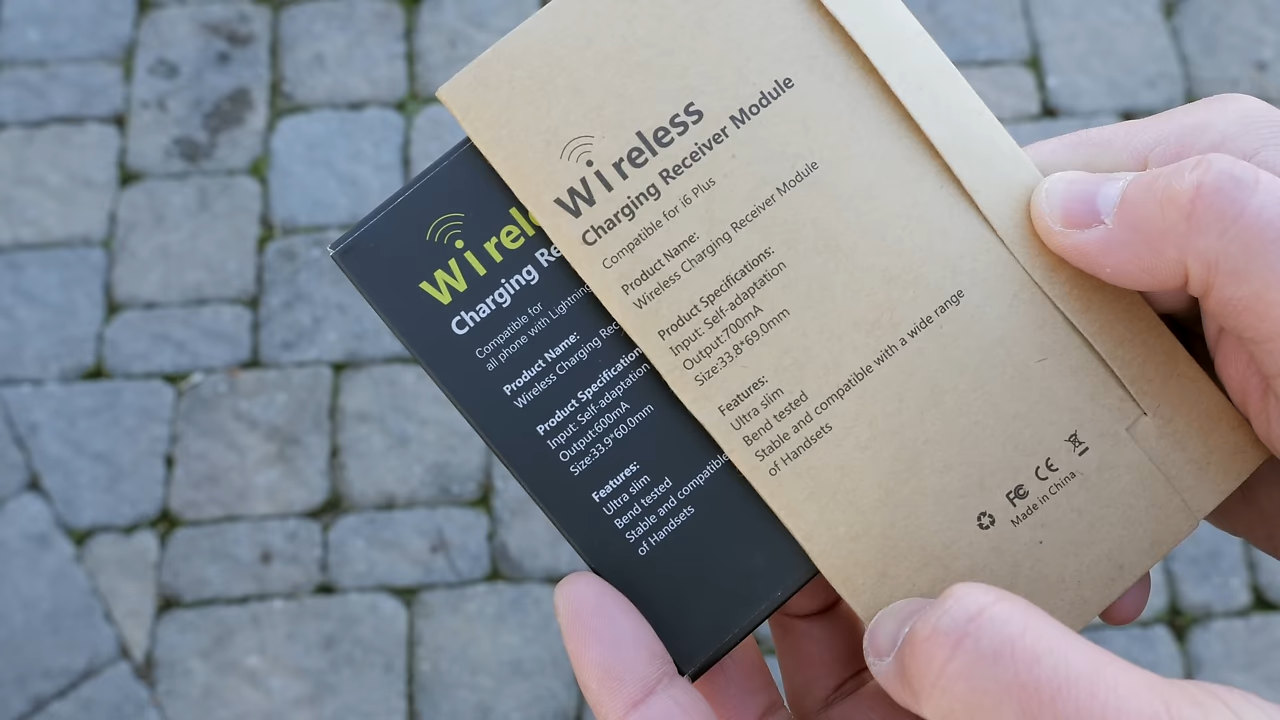 Wireless
Charging Receiver Module
Compatible for i6 Plus
Product Name:
Wireless Charging Receiver Module
Product Specifications:
Input: Self-adaptation
Output:700mA
Size:33.8*69.0mm
Features:
Ultra slim
Bend tested
Stable and compatible with a wide range
of Handsets
FC CE
Made in China
Wirel
Charging Re
Compatible for
all phone with Lightning
Product Name:
Wireless Charging Rec
Product Specification
Input: Self-adaptation
Output:600mA
Size:33.9*60.0mm
Features:
Ultra slim
Bend tested
Stable and compatible
of Handsets